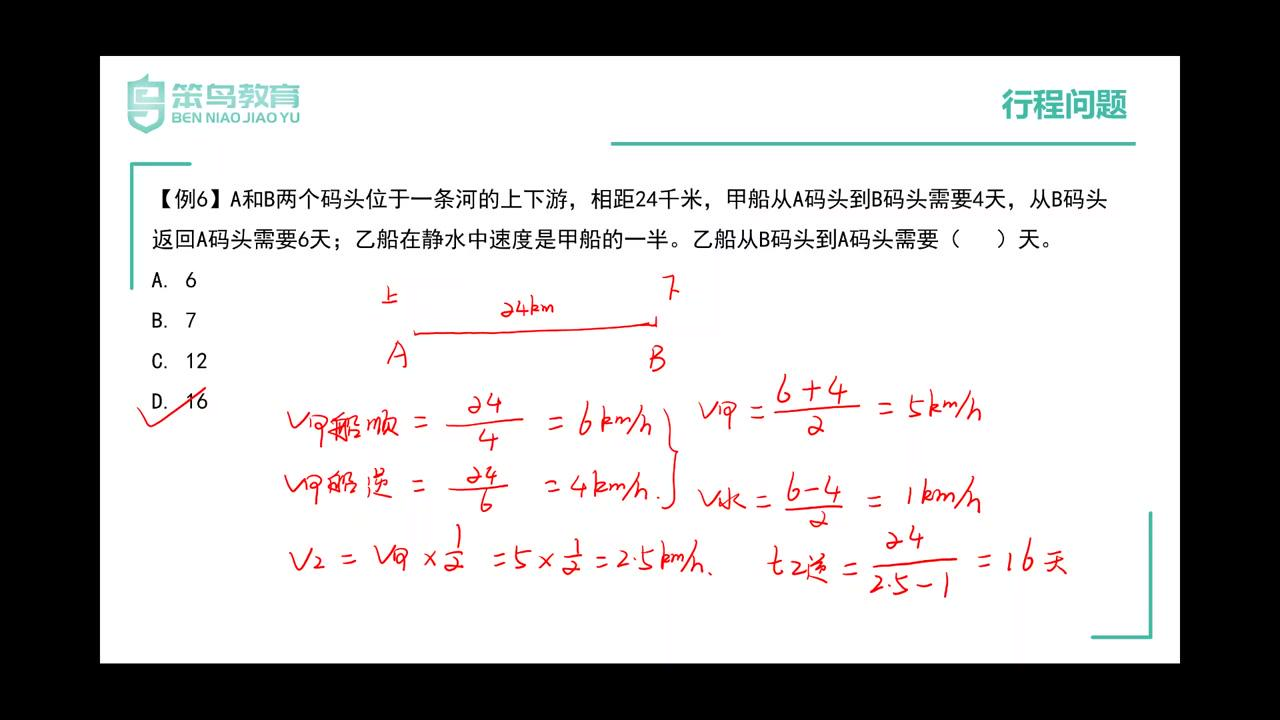 笨鸟教育
BEN NIAO JIAO YU
行程问题
【例6】A和B两个码头位于一条河的上下游，相距24千米，甲船从A码头到B码头需要4天，从B码头
返回A码头需要6天；乙船在静水中速度是甲船的一半。乙船从B码头到A码头需要（ ）天。
A. 6
B. 7
C. 12
D. 16
上 24km 下
A B
V甲船顺 = 24/4 = 6km/h
V甲船逆 = 24/6 = 4km/h.
V甲 = 6+4/2 = 5km/h
V水 = 6-4/2 = 1km/h
V乙 = V甲 × 1/2 = 5 × 1/2 = 2.5km/h.
t乙逆 = 24/2.5-1 = 16天